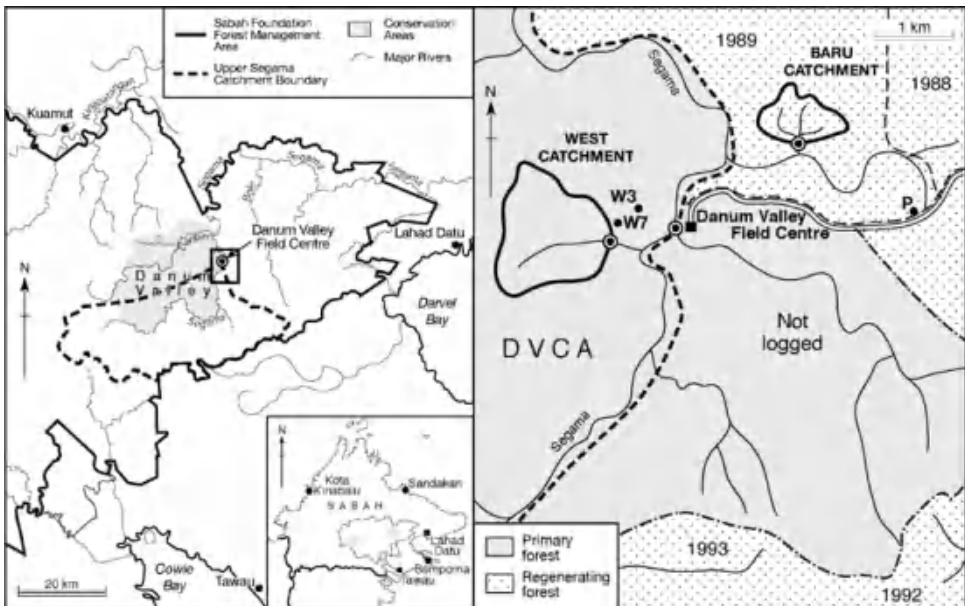 Sabah Foundation
Forest Management
Area
Upper Segama
Catchment Boundary
Conservation
Areas
Major Rivers
Kuamut
N
Segama
Danum Valley
Field Centre
Lahad Datu
Danum
Valley
Segama
Darvel
Bay
20 km
Cowie
Bay
Tawau
N
Kota
Kinabalu
SABAH
Sandakan
Lahad
Datu
Semporna
Tawau
1989
1 km
BARU
CATCHMENT
1988
Segama
N
WEST
CATCHMENT
W3
W7
P
Danum Valley
Field Centre
DVCA
Not
logged
Segama
Primary
forest
Regenerating
forest
1993
1992